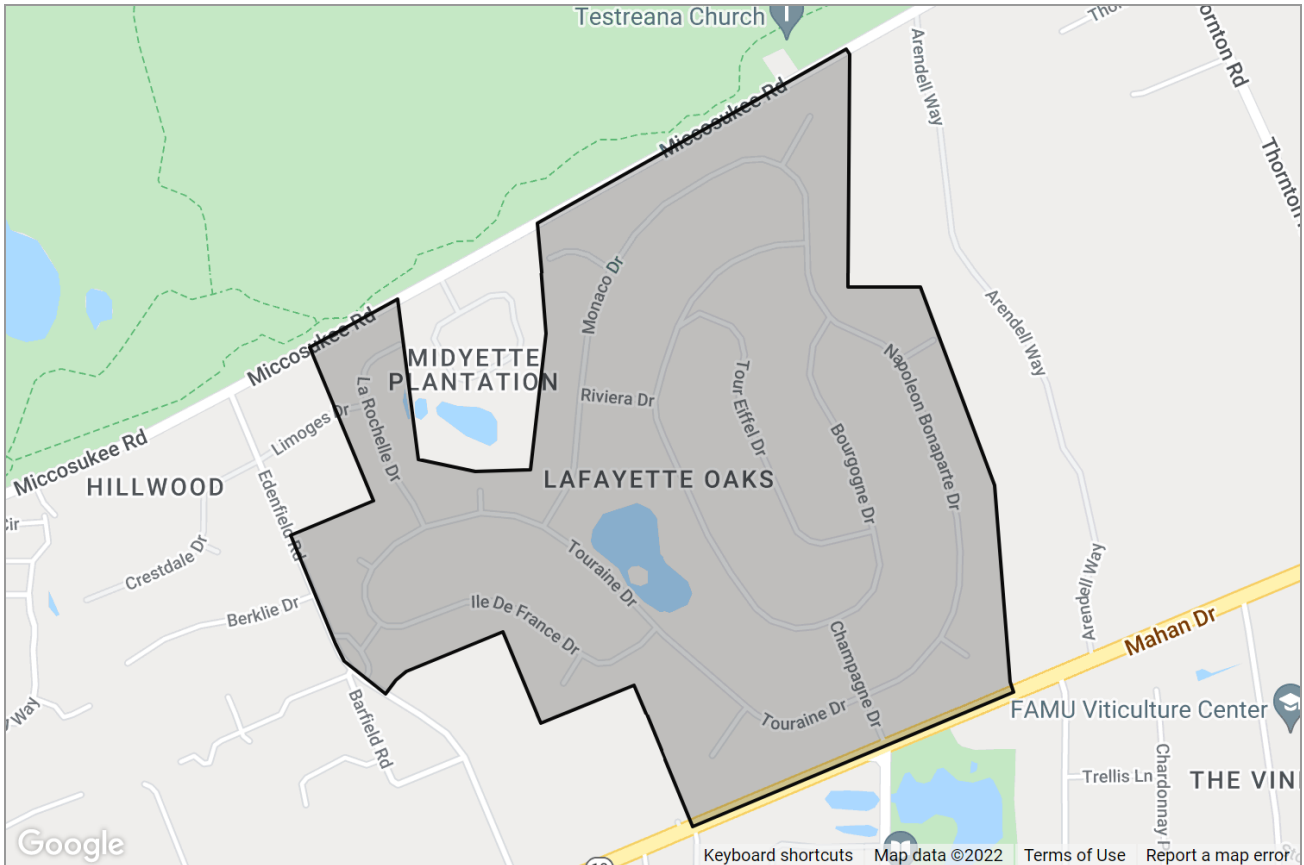 Testreana Church
Tho
ornton Rd
Arendell Way
Miccosukee Rd
Thornton
Monaco Dr
Arendell Way
Miccosukee Rd
MIDYETTE
PLANTATION
Napoleon Bonaparte Dr
Tour Eiffel Dr
La Rochelle Dr
Riviera Dr
Limoges Dr
Bourgogne Dr
Miccosukee Rd
HILLWOOD
LAFAYETTE OAKS
Edenfield Rd
Cir
Crestdale Dr
Touraine Dr
Arendell Way
Berklie Dr
Ile De France Dr
Mahan Dr
Champagne Dr
Way
Barfield Rd
Touraine Dr
FAMU Viticulture Center
Trellis Ln
Chardonnay P
THE VIN
Google
Keyboard shortcuts
Map data ©2022
Terms of Use
Report a map error